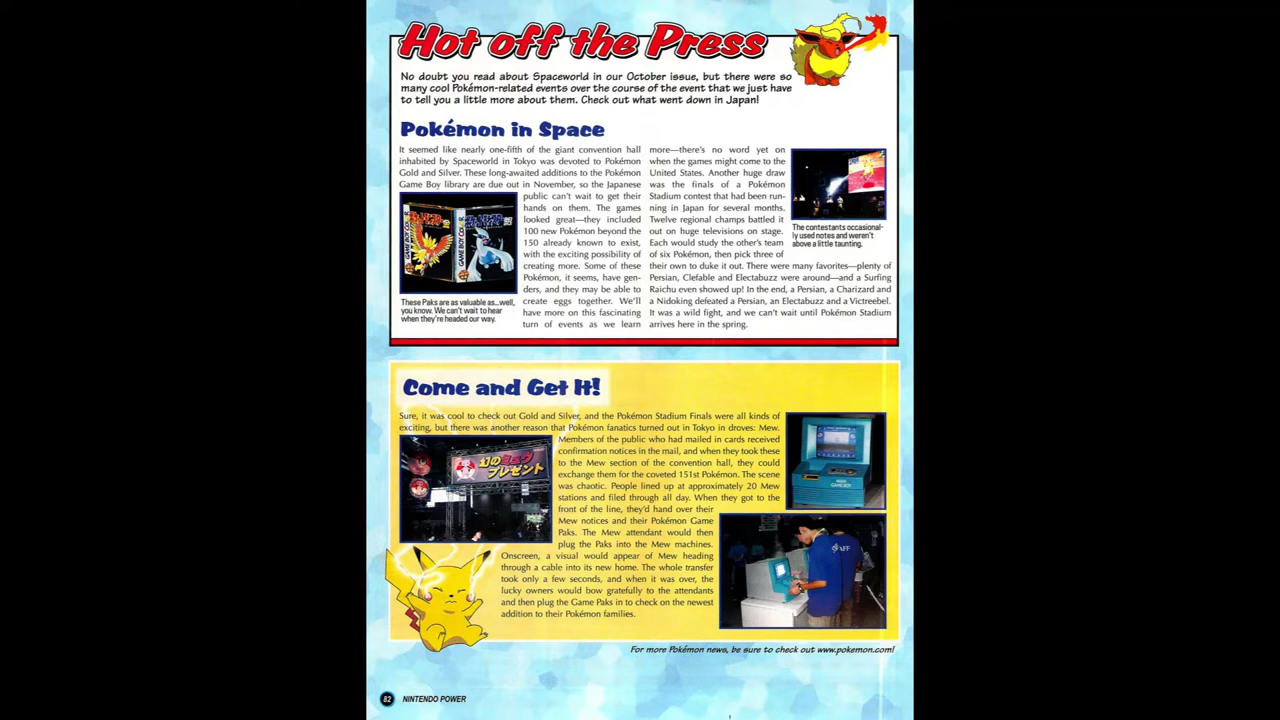 Hot off the Press
No doubt you read about Spaceworld in our October issue, but there were so
many cool Pokémon-related events over the course of the event that we just have
to tell you a little more about them. Check out what went down in Japan!
Pokémon in Space
It seemed like nearly one-fifth of the giant convention hall
inhabited by Spaceworld in Tokyo was devoted to Pokémon
Gold and Silver. These long-awaited additions to the Pokémon
Game Boy library are due out in November, so the Japanese
public can't wait to get their
hands on them. The games
looked great—they included
100 new Pokémon beyond the
150 already known to exist,
with the exciting possibility of
creating more. Some of these
Pokémon, it seems, have gen-
ders, and they may be able to
create eggs together. We'll
have more on this fascinating
turn of events as we learn
GAME BOY COLOR
GAME BOY COLOR
These Paks are as valuable as...well,
you know. We can't wait to hear
when they're headed our way.
more—there's no word yet on
when the games might come to the
United States. Another huge draw
was the finals of a Pokémon
Stadium contest that had been run-
ning in Japan for several months.
Twelve regional champs battled it
out on huge televisions on stage.
Each would study the other's team
of six Pokémon, then pick three of
their own to duke it out. There were many favorites—plenty of
Persian, Clefable and Electabuzz were around—and a Surfing
Raichu even showed up! In the end, a Persian, a Charizard and
a Nidoking defeated a Persian, an Electabuzz and a Victreebel.
It was a wild fight, and we can't wait until Pokémon Stadium
arrives here in the spring.
The contestants occasional-
ly used notes and weren't
above a little taunting.
Come and Get It!
Sure, it was cool to check out Gold and Silver, and the Pokémon Stadium Finals were all kinds of
exciting, but there was another reason that Pokémon fanatics turned out in Tokyo in droves: Mew.
Members of the public who had mailed in cards received
confirmation notices in the mail, and when they took these
to the Mew section of the convention hall, they could
exchange them for the coveted 151st Pokémon. The scene
was chaotic. People lined up at approximately 20 Mew
stations and filed through all day. When they got to the
front of the line, they'd hand over their
Mew notices and their Pokémon Game
Paks. The Mew attendant would then
plug the Paks into the Mew machines.
Onscreen, a visual would appear of Mew heading
through a cable into its new home. The whole transfer
took only a few seconds, and when it was over, the
lucky owners would bow gratefully to the attendants
and then plug the Game Paks in to check on the newest
addition to their Pokémon families.
幻のミュウ
プレゼント
GAME BOY
AFF
For more Pokémon news, be sure to check out www.pokemon.com!
82 NINTENDO POWER